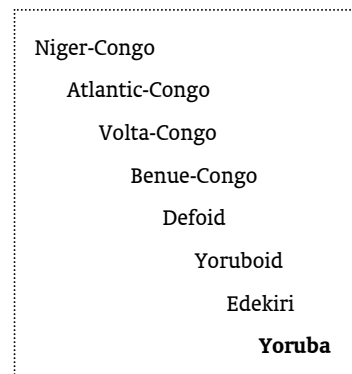 Niger-Congo
Atlantic-Congo
Volta-Congo
Benue-Congo
Defoid
Yoruboid
Edekiri
Yoruba